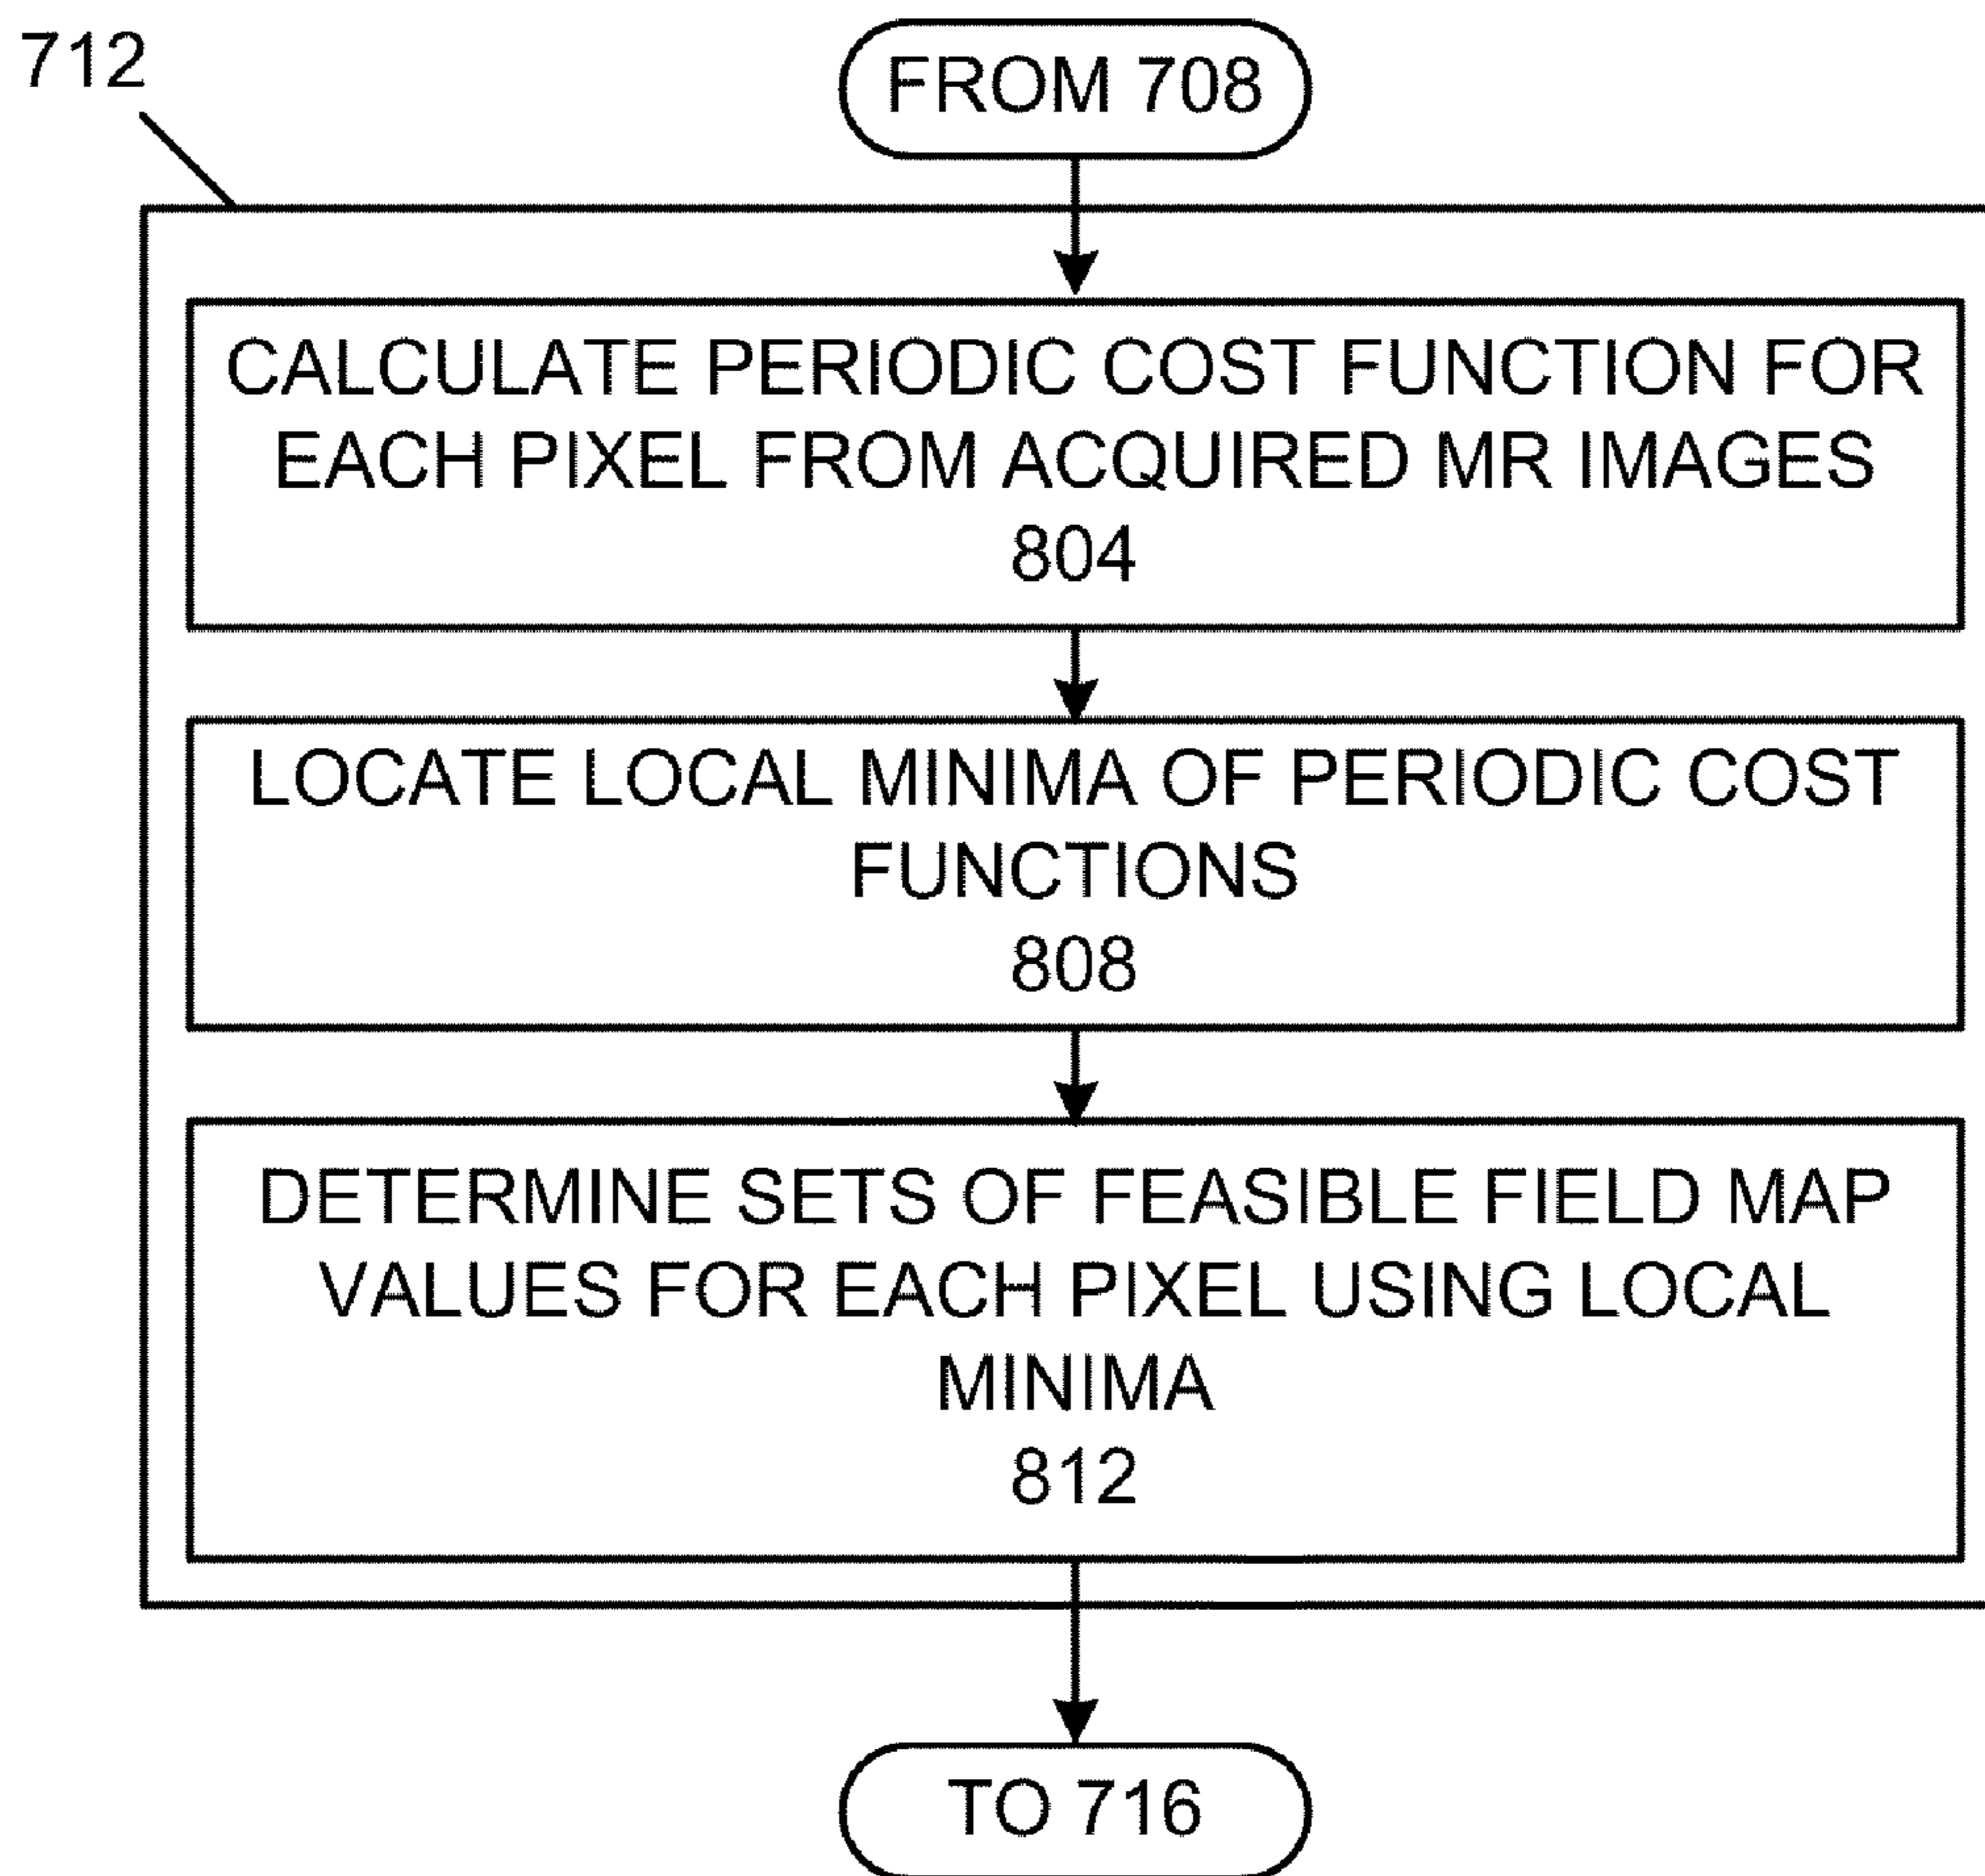 712
FROM 708
CALCULATE PERIODIC COST FUNCTION FOR
EACH PIXEL FROM ACQUIRED MR IMAGES
804
LOCATE LOCAL MINIMA OF PERIODIC COST
FUNCTIONS
808
DETERMINE SETS OF FEASIBLE FIELD MAP
VALUES FOR EACH PIXEL USING LOCAL
MINIMA
812
TO 716